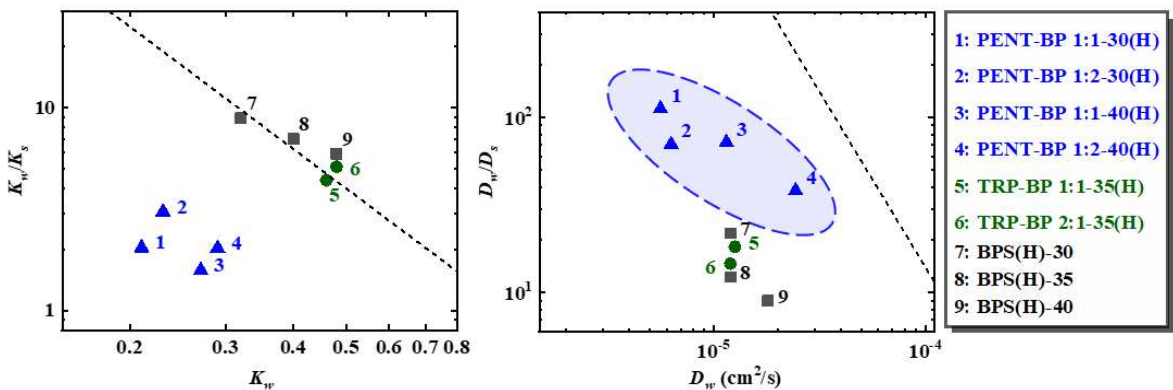 K_w/K_s
10
1
7
8
9
6
5
2
1
4
3
0.2
0.3
0.4
0.5
0.6
0.7
0.8
K_w
D_w/D_s
10^2
10^1
1
2
3
4
7
5
6
8
9
10^-5
10^-4
D_w (cm^2/s)
1: PENT-BP 1:1-30(H)
2: PENT-BP 1:2-30(H)
3: PENT-BP 1:1-40(H)
4: PENT-BP 1:2-40(H)
5: TRP-BP 1:1-35(H)
6: TRP-BP 2:1-35(H)
7: BPS(H)-30
8: BPS(H)-35
9: BPS(H)-40